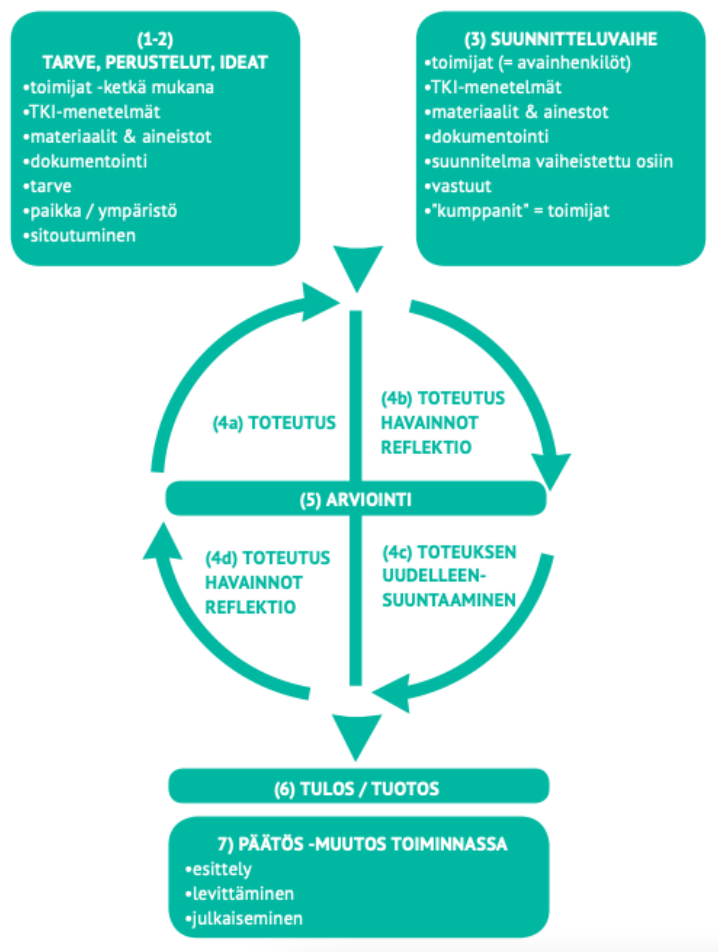 (1-2)
TARVE, PERUSTELUT, IDEAT
•toimijat -ketkä mukana
•TKI-menetelmät
•materiaalit & aineistot
•dokumentointi
•tarve
•paikka / ympäristö
•sitoutuminen
(3) SUUNNITTELUVAIHE
•toimijat (= avainhenkilöt)
•TKI-menetelmät
•materiaalit & ainestot
•dokumentointi
•suunnitelma vaiheistettu osiin
•vastuut
•"kumppanit" = toimijat
(4a) TOTEUTUS
(4b) TOTEUTUS
HAVAINNOT
REFLEKTIO
(5) ARVIOINTI
(4d) TOTEUTUS
HAVAINNOT
REFLEKTIO
(4c) TOTEUKSEN
UUDELLEEN-
SUUNTAAMINEN
(6) TULOS / TUOTOS
7) PÄÄTÖS -MUUTOS TOIMINNASSA
•esittely
•levittäminen
•julkaiseminen